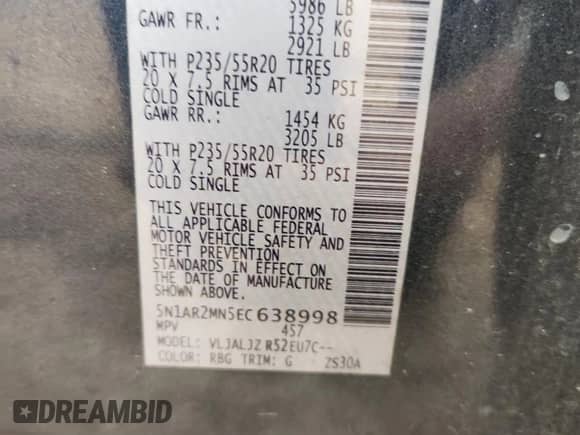 5986 LB
GAWR FR.: 1325 KG
2921 LB
WITH P235/55R20 TIRES
20 X 7.5 RIMS AT 35 PSI
COLD SINGLE
GAWR RR.: 1454 KG
3205 LB
WITH P235/55R20 TIRES
20 X 7.5 RIMS AT 35 PSI
COLD SINGLE
THIS VEHICLE CONFORMS TO
ALL APPLICABLE FEDERAL
MOTOR VEHICLE SAFETY AND
THEFT PREVENTION
STANDARDS IN EFFECT ON
THE DATE OF MANUFACTURE
SHOWN ABOVE.
5N1AR2MN5EC638998
MPV 457
MODEL: VLJALJZ R52EU7C--
COLOR: RBG TRIM: G ZS30A
DREAMBID